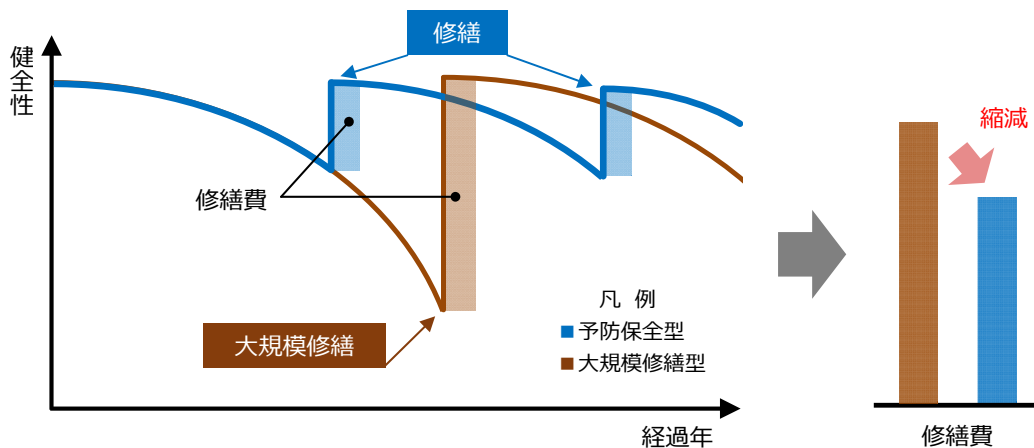 修繕
健全性
縮減
修繕費
凡 例
予防保全型
大規模修繕
大規模修繕型
経過年
修繕費